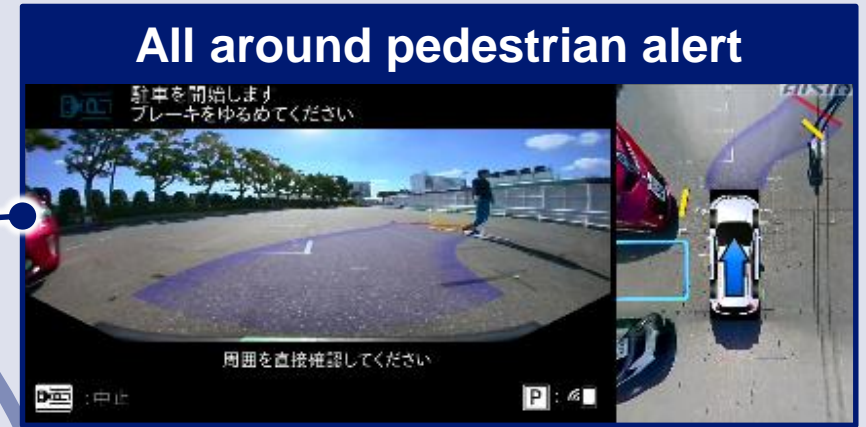 All around pedestrian alert
駐車を開始します
ブレーキをゆるめてください
周囲を直接確認してください
:中止
P :